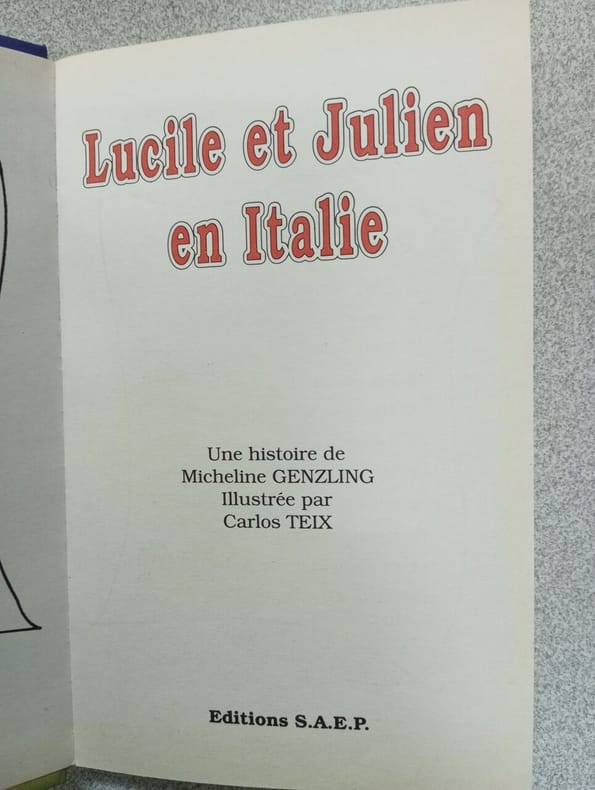 Lucile et Julien
en Italie
Une histoire de
Micheline GENZLING
Illustrée par
Carlos TEIX
Editions S.A.E.P.